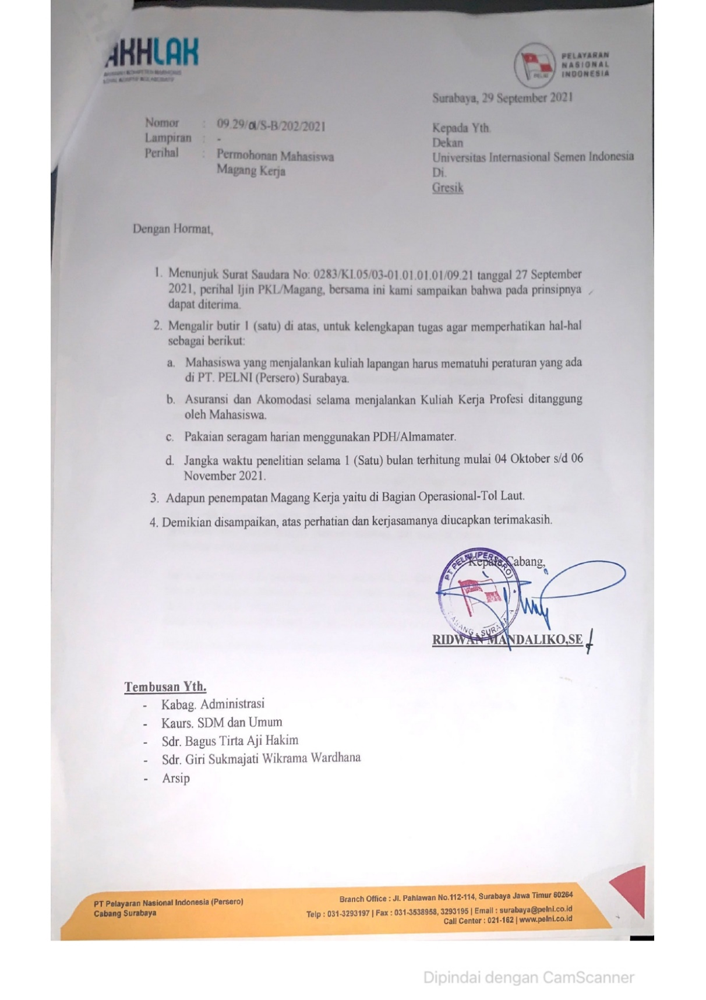 AKHLAK
PELAYARAN
NASIONAL
INDONESIA
PELNI
Surabaya, 29 September 2021
Nomor : 09.29/01/S-B/202/2021
Lampiran : -
Perihal : Permohonan Mahasiswa
Magang Kerja
Kepada Yth.
Dekan
Universitas Internasional Semen Indonesia
Di.
Gresik
Dengan Hormat,
1. Menunjuk Surat Saudara No: 0283/KI.05/03-01.01.01.01/09.21 tanggal 27 September
2021, perihal Ijin PKL/Magang, bersama ini kami sampaikan bahwa pada prinsipnya
dapat diterima.
2. Mengalir butir 1 (satu) di atas, untuk kelengkapan tugas agar memperhatikan hal-hal
sebagai berikut:
a. Mahasiswa yang menjalankan kuliah lapangan harus mematuhi peraturan yang ada
di PT. PELNI (Persero) Surabaya.
b. Asuransi dan Akomodasi selama menjalankan Kuliah Kerja Profesi ditanggung
oleh Mahasiswa.
c. Pakaian seragam harian menggunakan PDH/Almamater.
d. Jangka waktu penelitian selama 1 (Satu) bulan terhitung mulai 04 Oktober s/d 06
November 2021.
3. Adapun penempatan Magang Kerja yaitu di Bagian Operasional-Tol Laut.
4. Demikian disampaikan, atas perhatian dan kerjasamanya diucapkan terimakasih.
Kepala Cabang,
PT PELNI (PERSERO)
CABANG SURABAYA
RIDWAN MANDALIKO,SE
Tembusan Yth.
- Kabag. Administrasi
- Kaurs. SDM dan Umum
- Sdr. Bagus Tirta Aji Hakim
- Sdr. Giri Sukmajati Wikrama Wardhana
- Arsip
PT Pelayaran Nasional Indonesia (Persero)
Cabang Surabaya
Branch Office : Jl. Pahlawan No.112-114, Surabaya Jawa Timur 60264
Telp : 031-3293197 | Fax : 031-3538958, 3293195 | Email : surabaya@pelni.co.id
Call Center : 021-162 | www.pelni.co.id
Dipindai dengan CamScanner